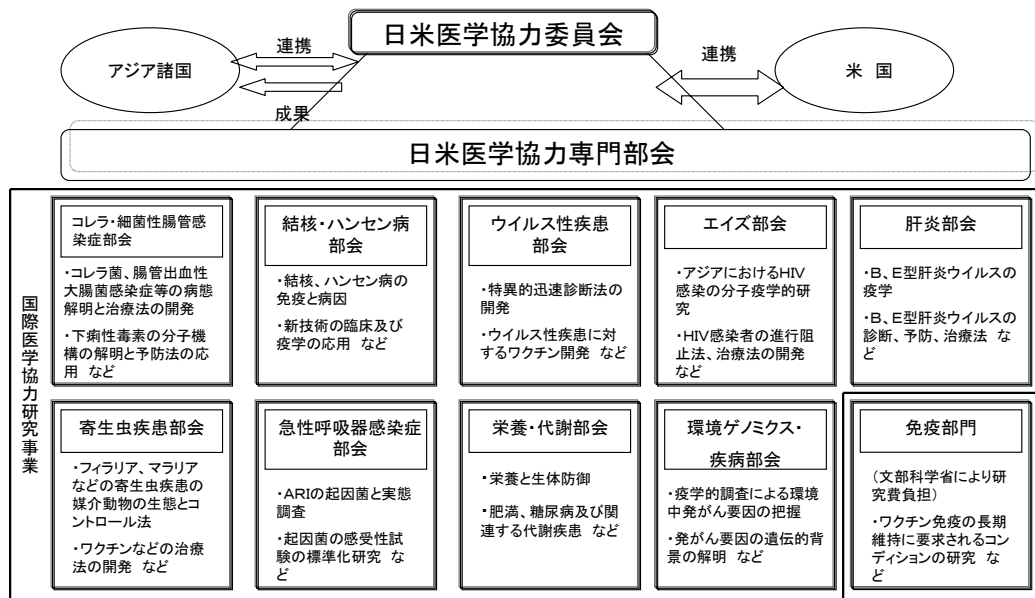 日米医学協力委員会
アジア諸国
連携
成果
連携
米 国
日米医学協力専門部会
国際医学協力研究事業
コレラ・細菌性腸管感
染症部会
・コレラ菌、腸管出血性
大腸菌感染症等の病態
解明と治療法の開発
・下痢性毒素の分子機
構の解明と予防法の応
用 など
結核・ハンセン病
部会
・結核、ハンセン病の
免疫と病因
・新技術の臨床及び
疫学の応用 など
ウイルス性疾患
部会
・特異的迅速診断法の
開発
・ウイルス性疾患に対
するワクチン開発 など
エイズ部会
・アジアにおけるHIV
感染の分子疫学的研
究
・HIV感染者の進行阻
止法、治療法の開発
など
肝炎部会
・B、E型肝炎ウイルスの
疫学
・B、E型肝炎ウイルスの
診断、予防、治療法 な
ど
寄生虫疾患部会
・フィラリア、マラリア
などの寄生虫疾患の
媒介動物の生態とコ
ントロール法
・ワクチンなどの治療
法の開発 など
急性呼吸器感染症
部会
・ARIの起因菌と実態
調査
・起因菌の感受性試
験の標準化研究 な
ど
栄養・代謝部会
・栄養と生体防御
・肥満、糖尿病及び関
連する代謝疾患 など
環境ゲノミクス・
疾病部会
・疫学的調査による環境
中発がん要因の把握
・発がん要因の遺伝的背
景の解明 など
免疫部門
(文部科学省により研
究費負担)
・ワクチン免疫の長期
維持に要求されるコン
ディションの研究 な
ど